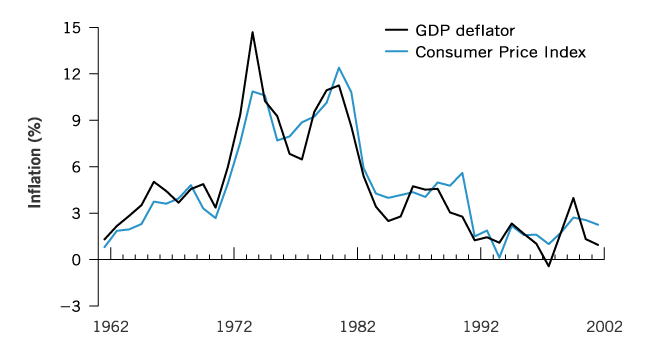 GDP deflator
Consumer Price Index
Inflation (%)
15
12
9
6
3
0
−3
1962 1972 1982 1992 2002